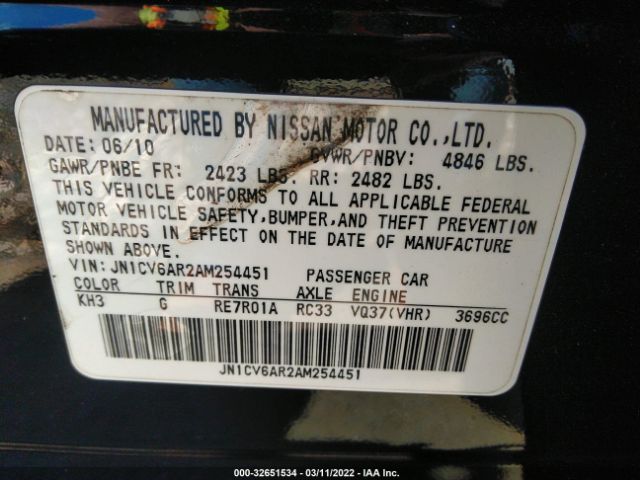 MANUFACTURED BY NISSAN MOTOR CO.,LTD.
DATE: 06/10 GVWR/PNBV: 4846 LBS.
GAWR/PNBE FR: 2423 LBS. RR: 2482 LBS.
THIS VEHICLE CONFORMS TO ALL APPLICABLE FEDERAL
MOTOR VEHICLE SAFETY,BUMPER,AND THEFT PREVENTION
STANDARDS IN EFFECT ON THE DATE OF MANUFACTURE
SHOWN ABOVE.
VIN: JN1CV6AR2AM254451 PASSENGER CAR
COLOR TRIM TRANS AXLE ENGINE
KH3 G RE7R01A RC33 VQ37(VHR) 3696CC
JN1CV6AR2AM254451
000-32651534 - 03/11/2022 - IAA Inc.